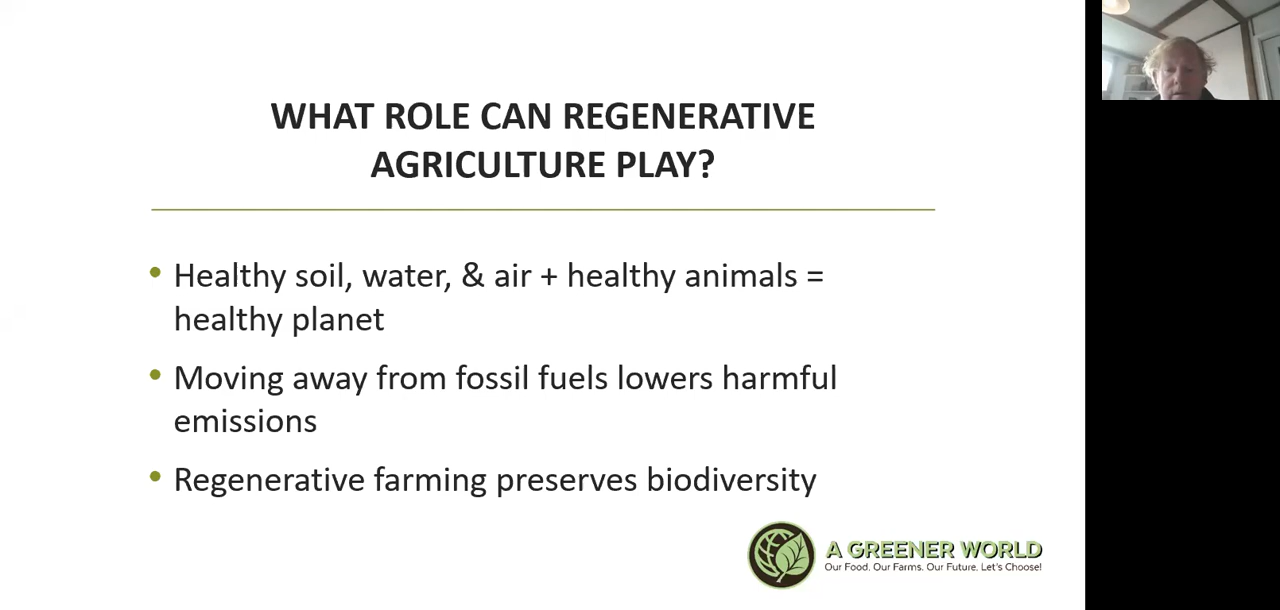 WHAT ROLE CAN REGENERATIVE
AGRICULTURE PLAY?
• Healthy soil, water, & air + healthy animals =
healthy planet
• Moving away from fossil fuels lowers harmful
emissions
• Regenerative farming preserves biodiversity
A GREENER WORLD
Our Food. Our Farms. Our Future. Let's Choose!